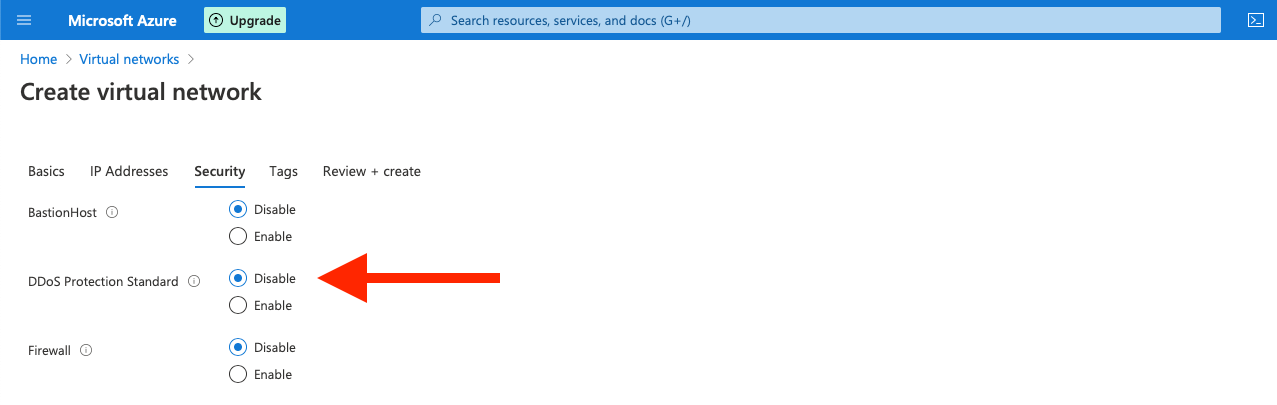 Microsoft Azure Upgrade Search resources, services, and docs (G+/)
Home > Virtual networks >
Create virtual network
Basics IP Addresses Security Tags Review + create
BastionHost Disable
Enable
DDoS Protection Standard Disable
Enable
Firewall Disable
Enable